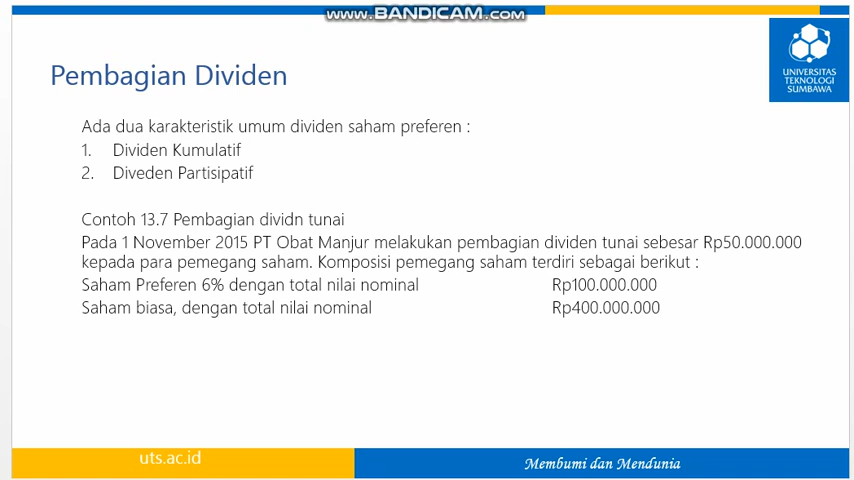 www.BANDICAM.com
UNIVERSITAS
TEKNOLOGI
SUMBAWA
Pembagian Dividen
Ada dua karakteristik umum dividen saham preferen :
1. Dividen Kumulatif
2. Diveden Partisipatif
Contoh 13.7 Pembagian dividn tunai
Pada 1 November 2015 PT Obat Manjur melakukan pembagian dividen tunai sebesar Rp50.000.000
kepada para pemegang saham. Komposisi pemegang saham terdiri sebagai berikut :
Saham Preferen 6% dengan total nilai nominal Rp100.000.000
Saham biasa, dengan total nilai nominal Rp400.000.000
uts.ac.id
Membumi dan Mendunia